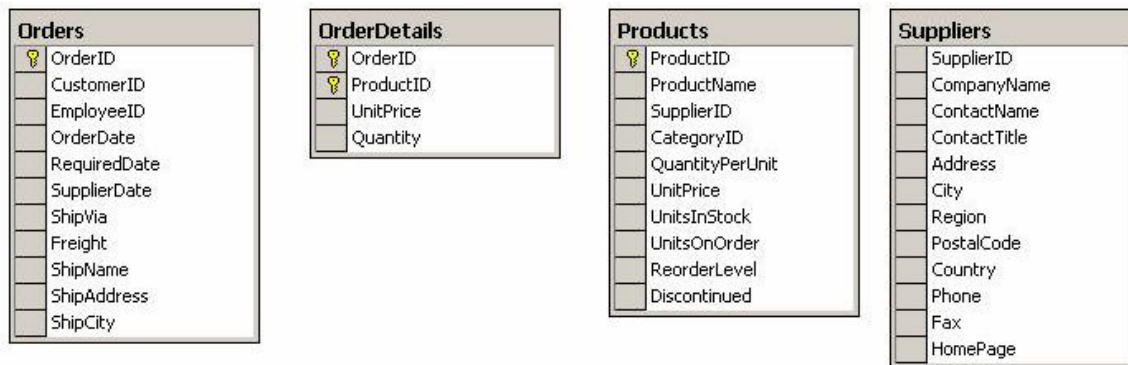 Orders
OrderID
CustomerID
EmployeeID
OrderDate
RequiredDate
SupplierDate
ShipVia
Freight
ShipName
ShipAddress
ShipCity
OrderDetails
OrderID
ProductID
UnitPrice
Quantity
Products
ProductID
ProductName
SupplierID
CategoryID
QuantityPerUnit
UnitPrice
UnitsInStock
UnitsOnOrder
ReorderLevel
Discontinued
Suppliers
SupplierID
CompanyName
ContactName
ContactTitle
Address
City
Region
PostalCode
Country
Phone
Fax
HomePage